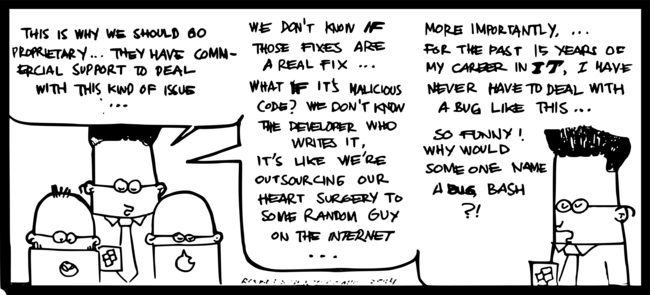 THIS IS WHY WE SHOULD GO
PROPRIETARY... THEY HAVE COMM-
ERCIAL SUPPORT TO DEAL
WITH THIS KIND OF ISSUE
...
WE DON'T KNOW IF
THOSE FIXES ARE
A REAL FIX ...
WHAT IF IT'S MALICIOUS
CODE? WE DON'T KNOW
THE DEVELOPER WHO
WRITES IT,
IT'S LIKE WE'RE
OUTSOURCING OUR
HEART SURGERY TO
SOME RANDOM GUY
ON THE INTERNET
...
MORE IMPORTANTLY, ...
FOR THE PAST 15 YEARS OF
MY CAREER IN IT, I HAVE
NEVER HAVE TO DEAL WITH
A BUG LIKE THIS ...
SO FUNNY!
WHY WOULD
SOME ONE NAME
A BUG BASH
?!